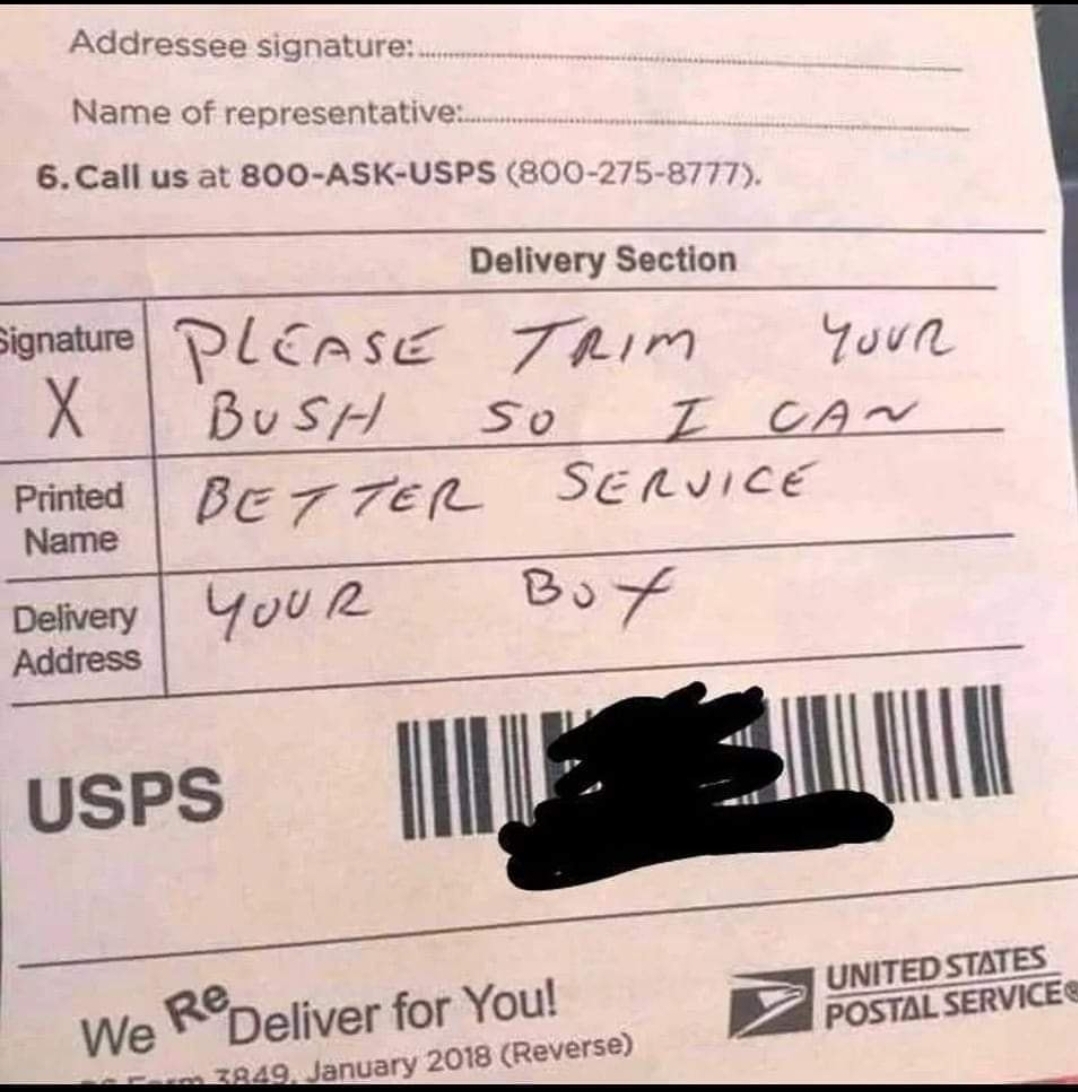 Addressee signature:
Name of representative:
6. Call us at 800-ASK-USPS (800-275-8777).
Delivery Section
Signature
X
PLEASE TRIM YOUR
BUSH SO I CAN
Printed
Name
BETTER SERVICE
Delivery
Address
YOUR BOX
USPS
We ReDeliver for You!
PS Form 3849, January 2018 (Reverse)
UNITED STATES
POSTAL SERVICE®